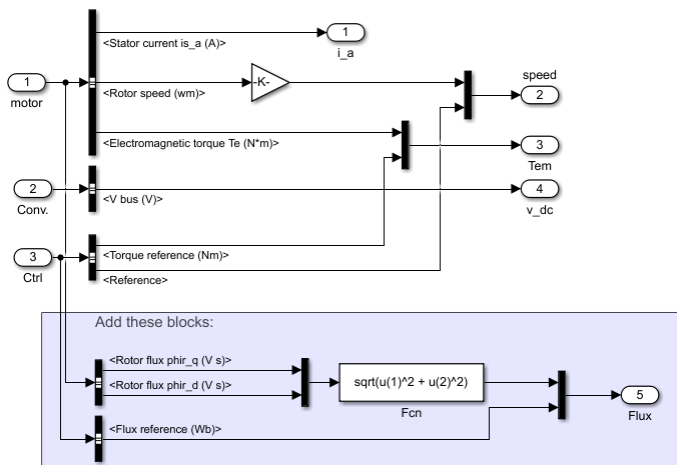 1
i_a
<Stator current is_a (A)>
1
motor
<Rotor speed (wm)>
-K-
speed
2
<Electromagnetic torque Te (N*m)>
3
Tem
2
Conv.
<V bus (V)>
4
v_dc
3
Ctrl
<Torque reference (Nm)>
<Reference>
Add these blocks:
<Rotor flux phir_q (V s)>
<Rotor flux phir_d (V s)>
sqrt(u(1)^2 + u(2)^2)
Fcn
5
Flux
<Flux reference (Wb)>